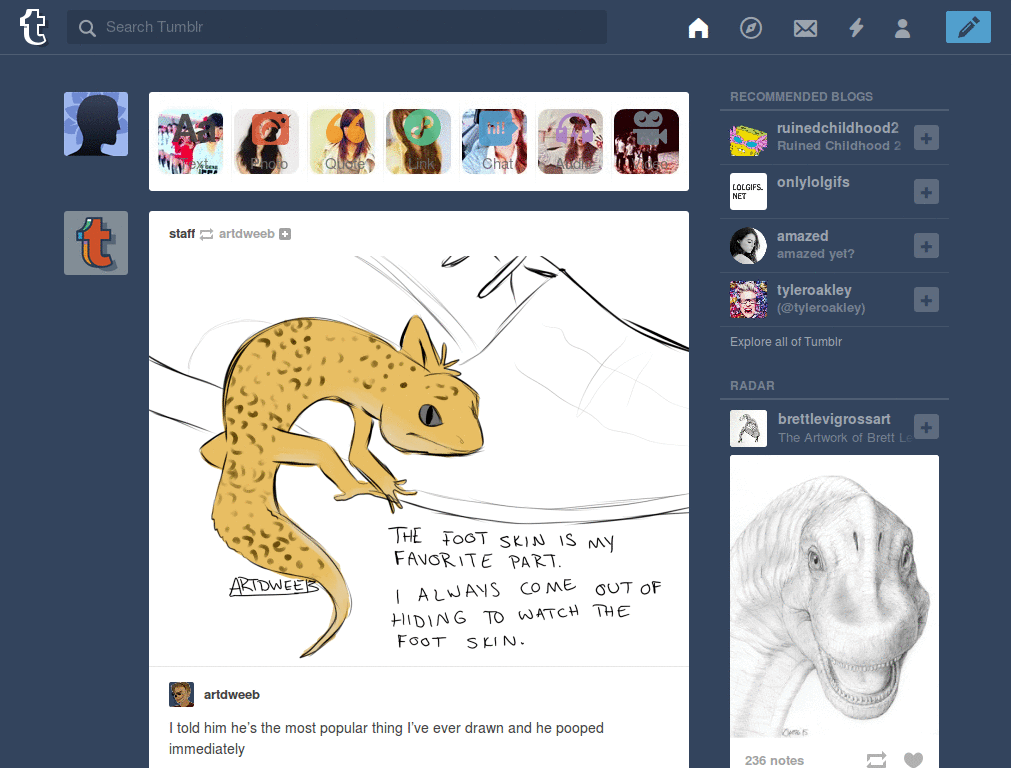 Search Tumblr
Text
Photo
Quote
Link
Chat
Audio
staff artdweeb
THE FOOT SKIN IS MY
FAVORITE PART.
I ALWAYS COME OUT OF
HIDING TO WATCH THE
FOOT SKIN.
ARTDWEEB
artdweeb
I told him he's the most popular thing I've ever drawn and he pooped
immediately
RECOMMENDED BLOGS
ruinedchildhood2
Ruined Childhood 2
LOLGIFS.
NET
onlylolgifs
amazed
amazed yet?
tyleroakley
(@tyleroakley)
Explore all of Tumblr
RADAR
brettlevigrossart
The Artwork of Brett Le
236 notes